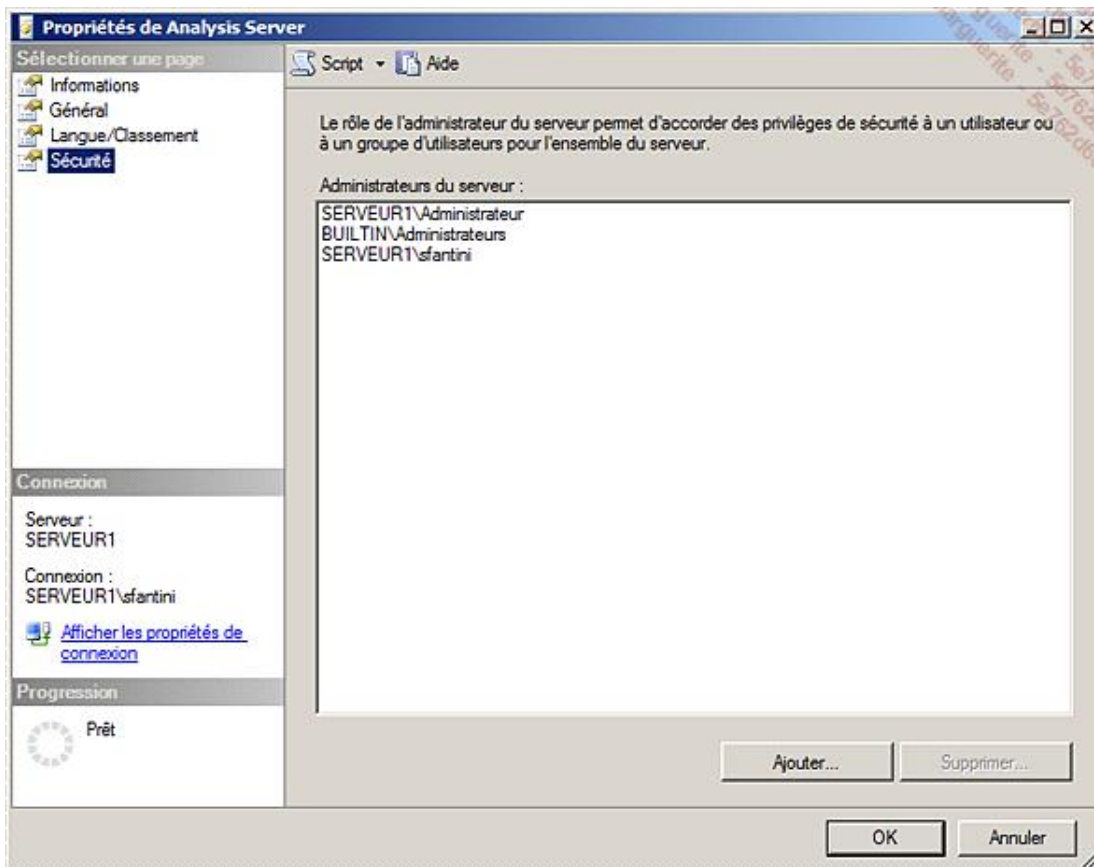 Propriétés de Analysis Server
Sélectionner une page
Informations
Général
Langue/Classement
Sécurité
Script
Aide
Le rôle de l'administrateur du serveur permet d'accorder des privilèges de sécurité à un utilisateur ou
à un groupe d'utilisateurs pour l'ensemble du serveur.
Administrateurs du serveur :
SERVEUR1\Administrateur
BUILTIN\Administrateurs
SERVEUR1\sfantini
Connexion
Serveur :
SERVEUR1
Connexion :
SERVEUR1\sfantini
Afficher les propriétés de
connexion
Progression
Prêt
Ajouter...
Supprimer...
OK
Annuler